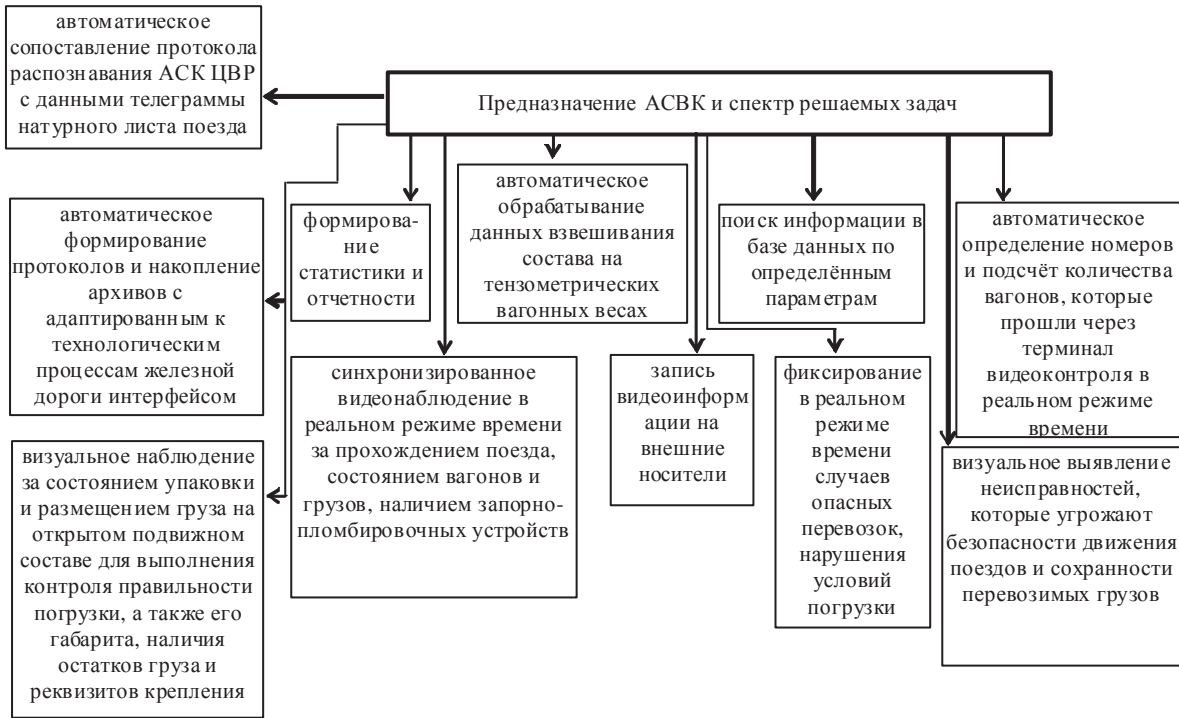 автоматическое
сопоставление протокола
распознавания АСК ЦВР
с данными телеграммы
натурного листа поезда
Предназначение АСВК и спектр решаемых задач
автоматическое
формирование
протоколов и накопление
архивов с
адаптированным к
технологическим
процессам железной
дороги интерфейсом
формирова-
ние
статистики и
отчетности
автоматическое
обрабатывание
данных взвешивания
состава на
тензометрических
вагонных весах
поиск информации в
базе данных по
определённым
параметрам
автоматическое
определение номеров
и подсчёт количества
вагонов, которые
прошли через
терминал
видеоконтроля в
реальном режиме
времени
визуальное наблюдение
за состоянием упаковки
и размещением груза на
открытом подвижном
составе для выполнения
контроля правильности
погрузки, а также его
габарита, наличия
остатков груза и
реквизитов крепления
синхронизированное
видеонаблюдение в
реальном режиме времени
за прохождением поезда,
состоянием вагонов и
грузов, наличием запорно-
пломбировочных устройств
запись
видеоинформ
ации на
внешние
носители
фиксирование
в реальном
режиме
времени
случаев
опасных
перевозок,
нарушения
условий
погрузки
визуальное выявление
неисправностей,
которые угрожают
безопасности движения
поездов и сохранности
перевозимых грузов